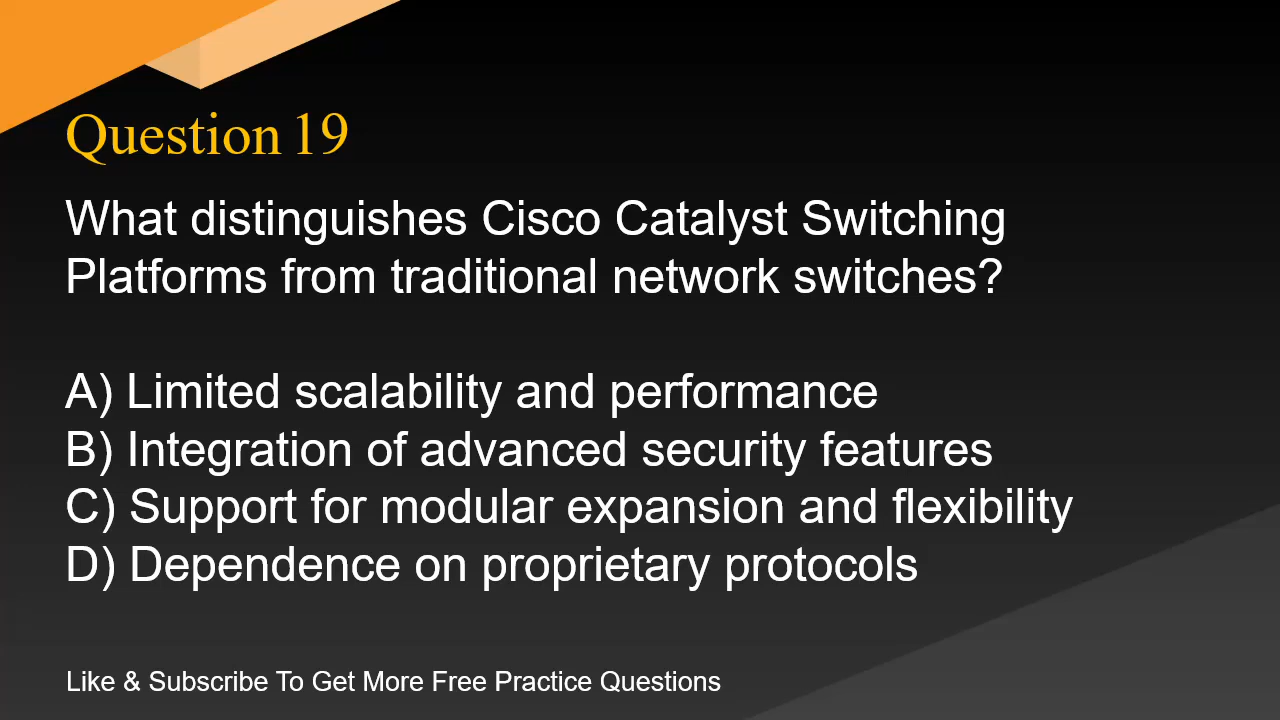 Question 19
What distinguishes Cisco Catalyst Switching
Platforms from traditional network switches?
A) Limited scalability and performance
B) Integration of advanced security features
C) Support for modular expansion and flexibility
D) Dependence on proprietary protocols
Like & Subscribe To Get More Free Practice Questions